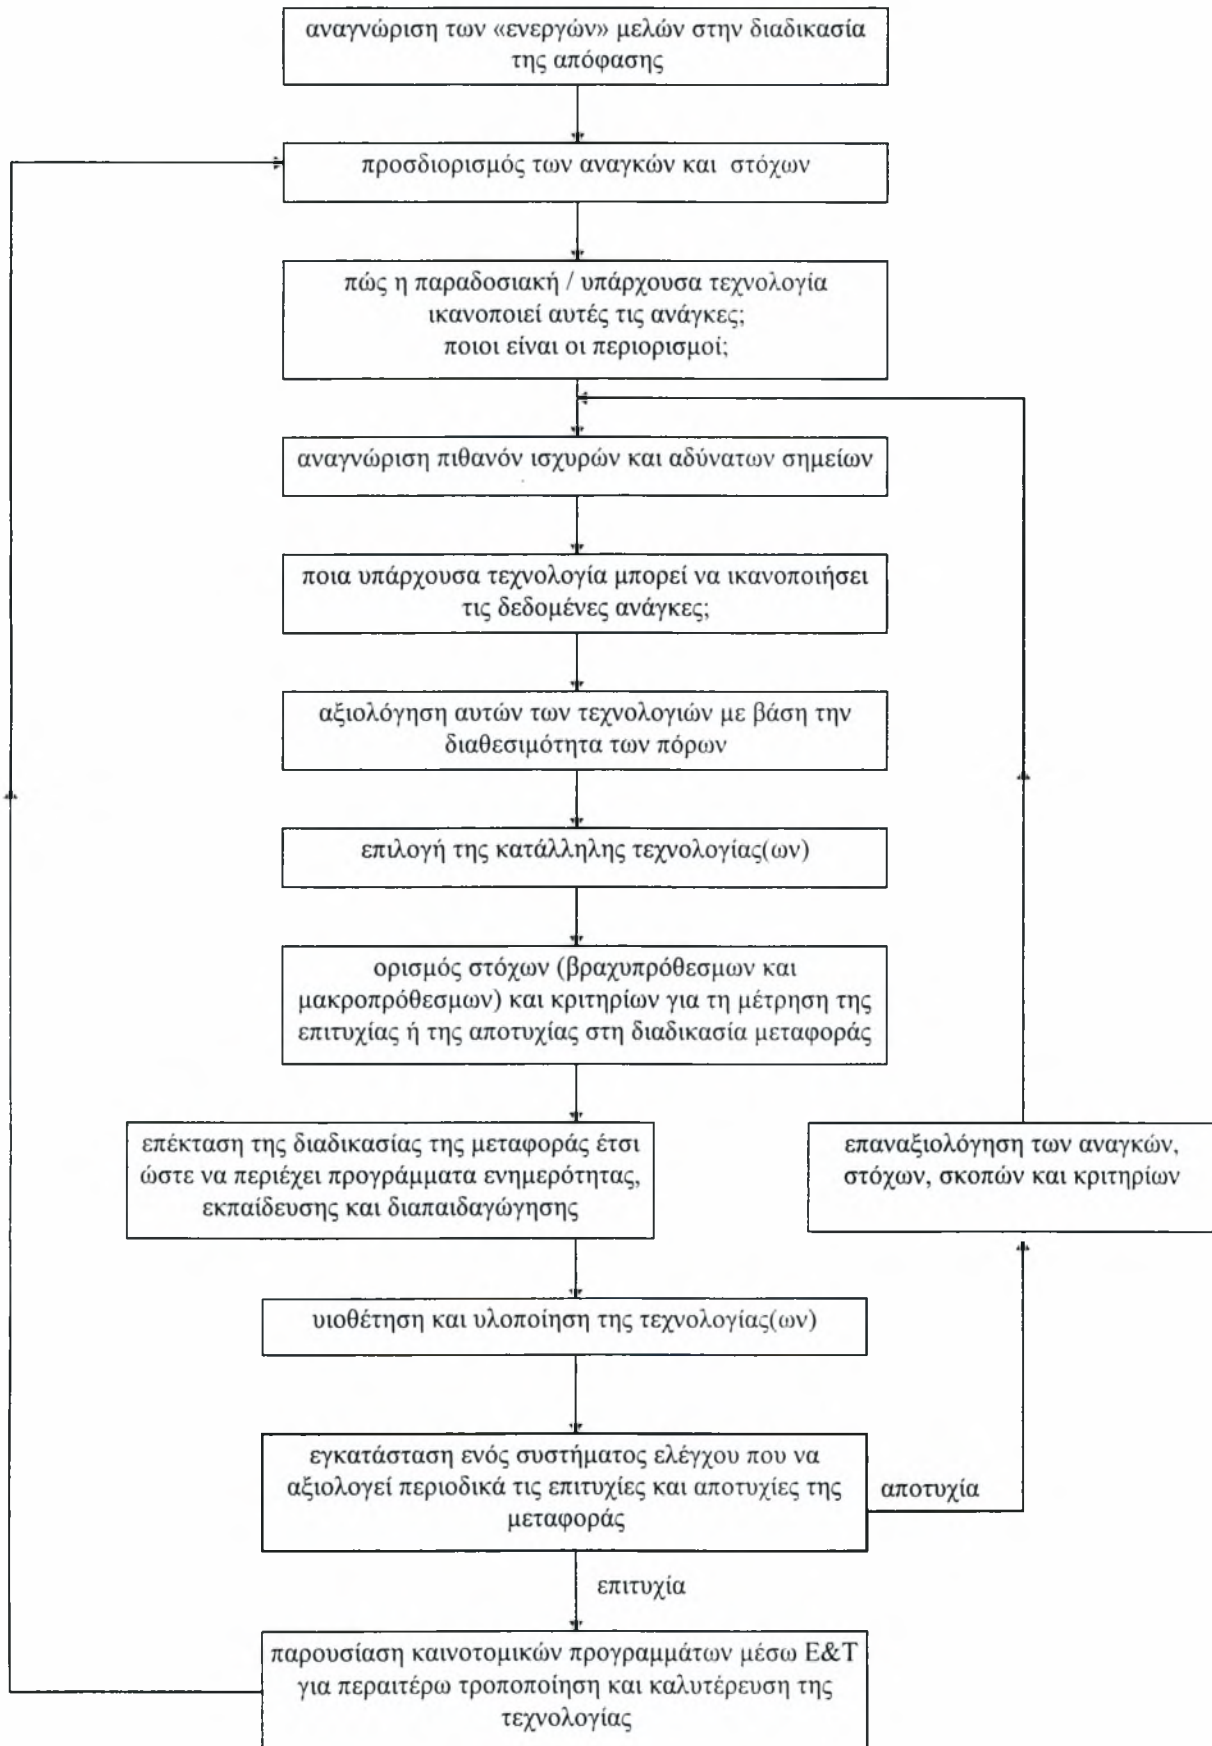 αναγνώριση των «ενεργών» μελών στην διαδικασία
της απόφασης
προσδιορισμός των αναγκών και στόχων
πώς η παραδοσιακή / υπάρχουσα τεχνολογία
ικανοποιεί αυτές τις ανάγκες;
ποιοι είναι οι περιορισμοί;
αναγνώριση πιθανόν ισχυρών και αδύνατων σημείων
ποια υπάρχουσα τεχνολογία μπορεί να ικανοποιήσει
τις δεδομένες ανάγκες;
αξιολόγηση αυτών των τεχνολογιών με βάση την
διαθεσιμότητα των πόρων
επιλογή της κατάλληλης τεχνολογίας(ων)
ορισμός στόχων (βραχυπρόθεσμων και
μακροπρόθεσμων) και κριτηρίων για τη μέτρηση της
επιτυχίας ή της αποτυχίας στη διαδικασία μεταφοράς
επέκταση της διαδικασίας της μεταφοράς έτσι
ώστε να περιέχει προγράμματα ενημερότητας,
εκπαίδευσης και διαπαιδαγώγησης
επαναξιολόγηση των αναγκών,
στόχων, σκοπών και κριτηρίων
υιοθέτηση και υλοποίηση της τεχνολογίας(ων)
εγκατάσταση ενός συστήματος ελέγχου που να
αξιολογεί περιοδικά τις επιτυχίες και αποτυχίες της
μεταφοράς
αποτυχία
επιτυχία
παρουσίαση καινοτομικών προγραμμάτων μέσω Ε&Τ
για περαιτέρω τροποποίηση και καλυτέρευση της
τεχνολογίας